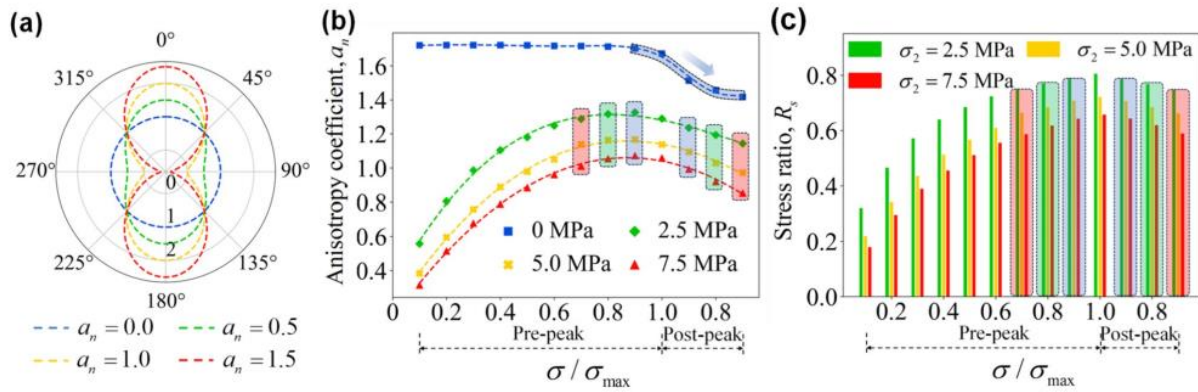 (a)
0°
315°
45°
270°
90°
0
1
2
225°
135°
180°
a_n = 0.0
a_n = 0.5
a_n = 1.0
a_n = 1.5
(b)
Anisotropy coefficient, a_n
1.6
1.4
1.2
1.0
0.8
0.6
0.4
0 MPa
2.5 MPa
5.0 MPa
7.5 MPa
0 0.2 0.4 0.6 0.8 1.0 0.8
Pre-peak
Post-peak
σ / σ_max
(c)
Stress ratio, R_s
σ_2 = 2.5 MPa
σ_2 = 5.0 MPa
σ_2 = 7.5 MPa
0.8
0.6
0.4
0.2
0.0
0.2 0.4 0.6 0.8 1.0 0.8
Pre-peak
Post-peak
σ / σ_max